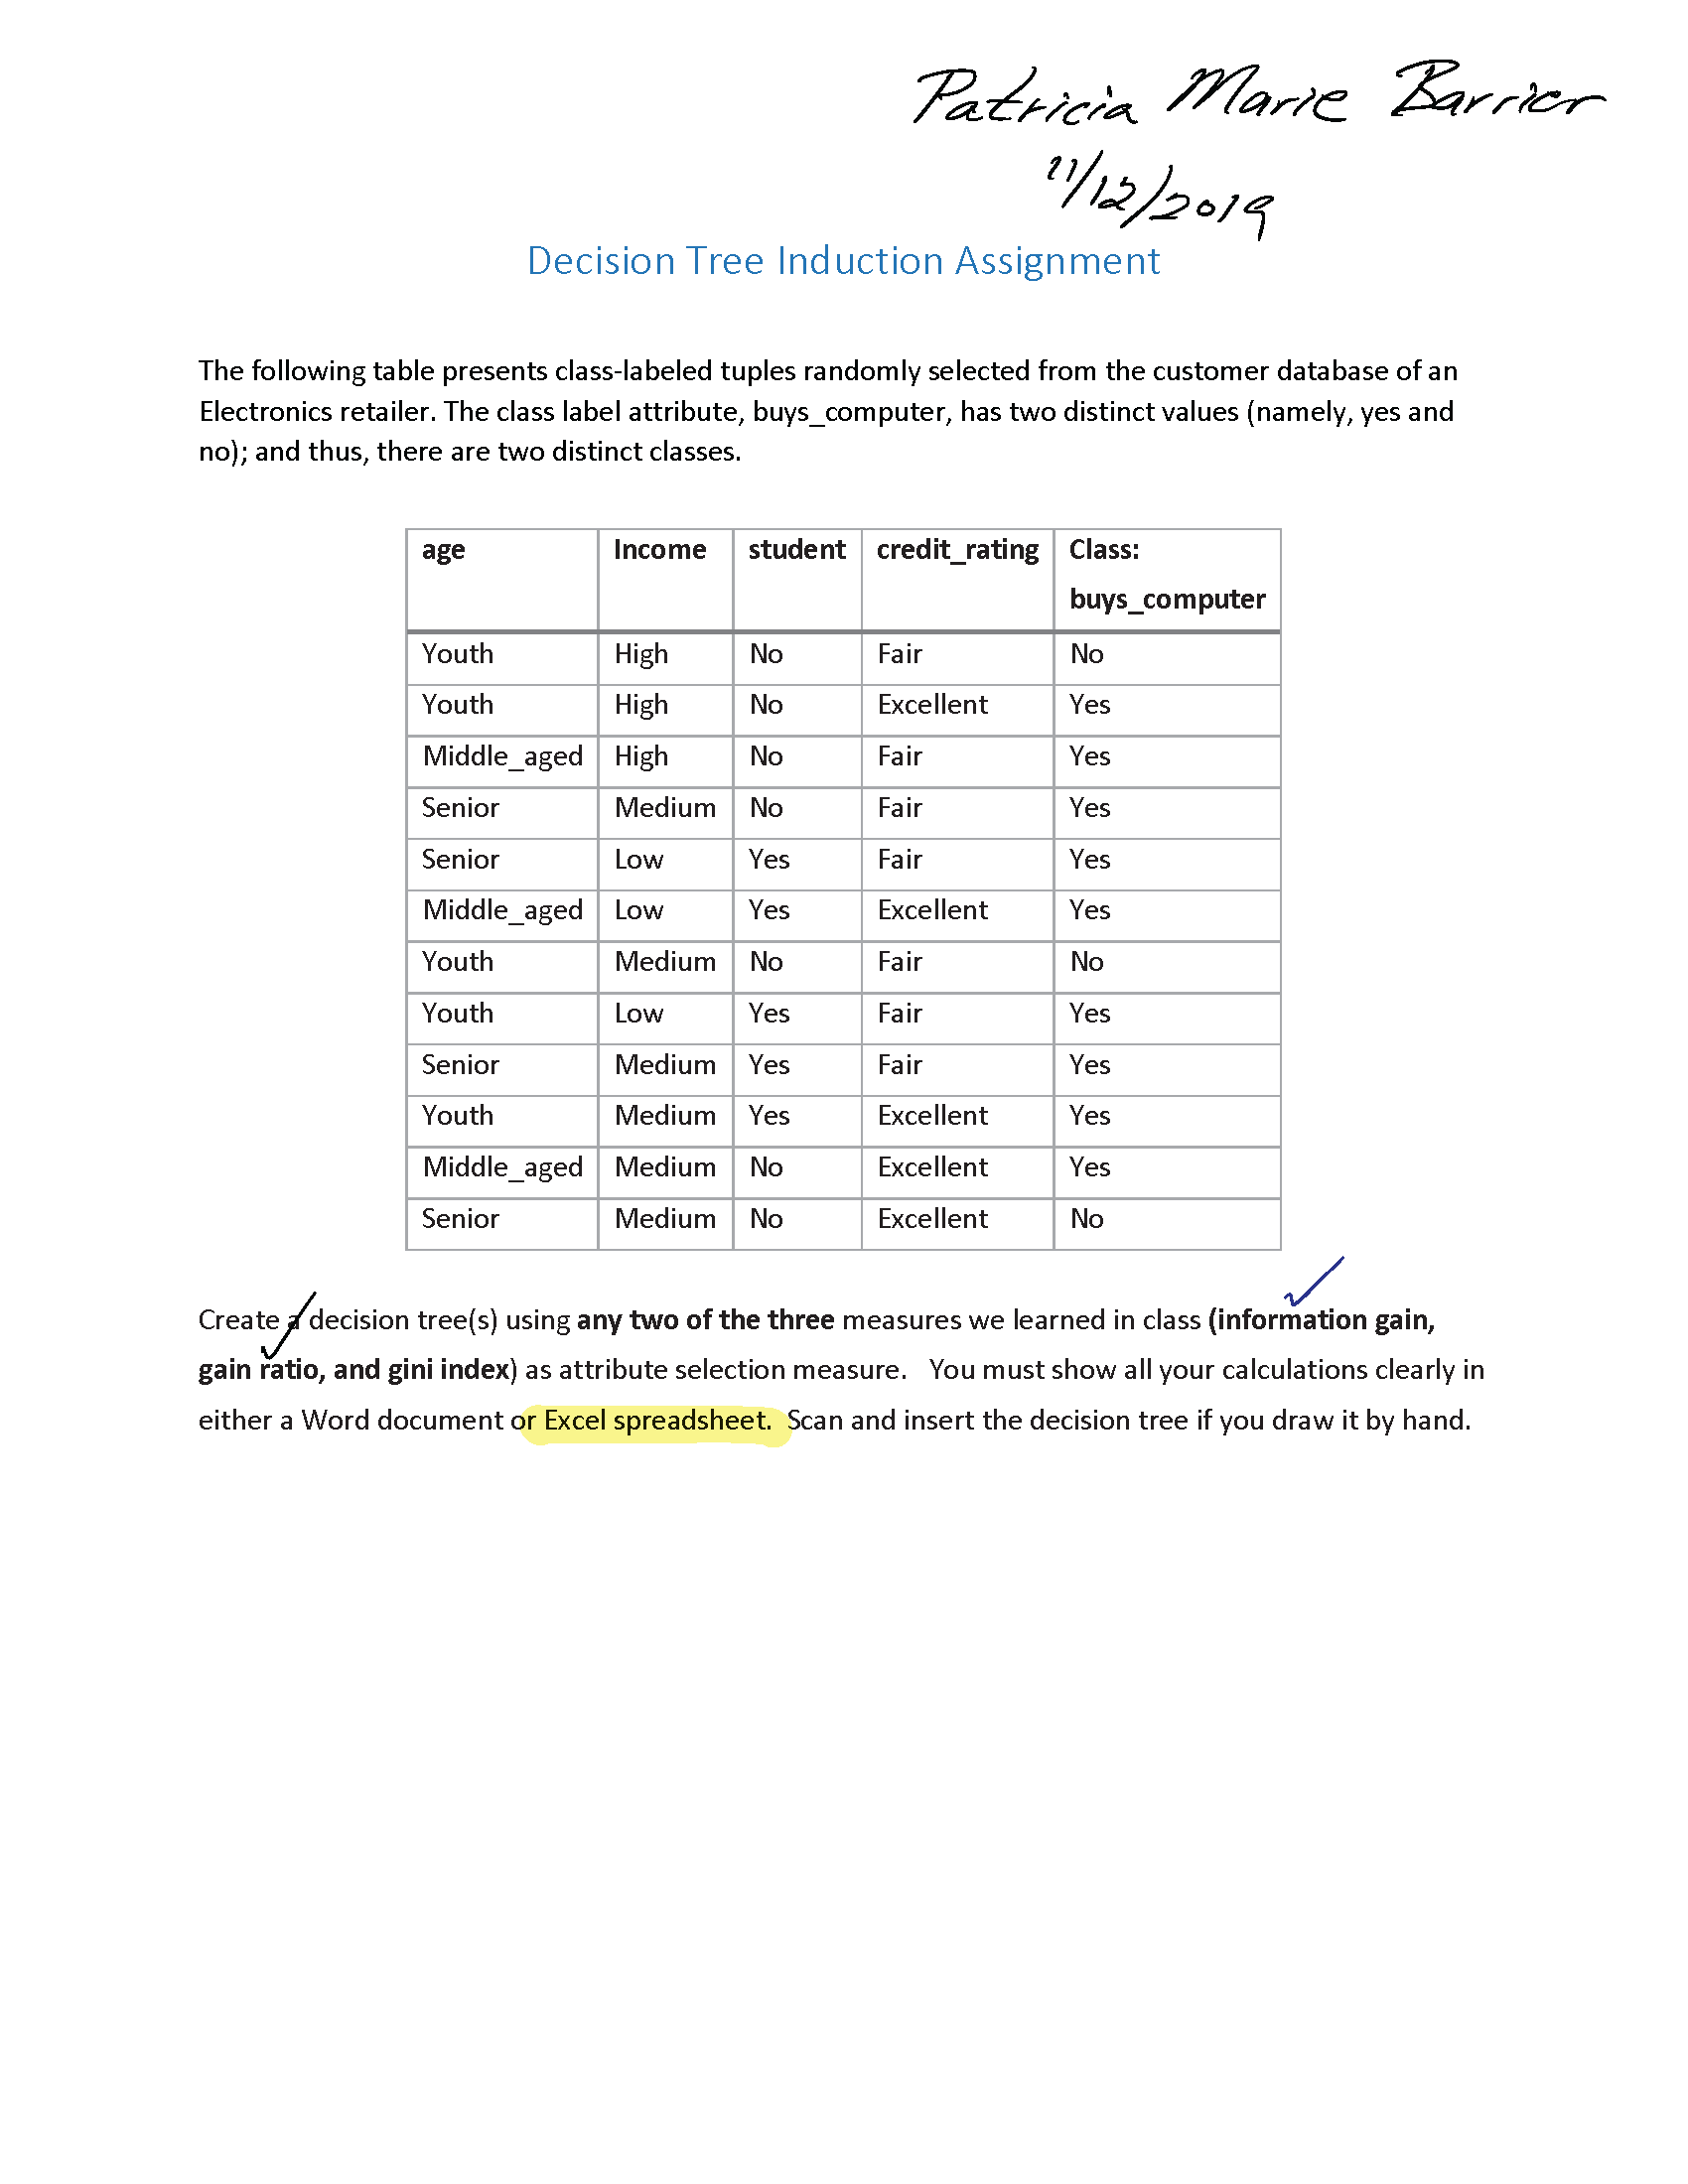 Patricia Marie Barrier
11/12/2019
Decision Tree Induction Assignment
The following table presents class-labeled tuples randomly selected from the customer database of an
Electronics retailer. The class label attribute, buys_computer, has two distinct values (namely, yes and
no); and thus, there are two distinct classes.
age Income student credit_rating Class:
buys_computer
Youth High No Fair No
Youth High No Excellent Yes
Middle_aged High No Fair Yes
Senior Medium No Fair Yes
Senior Low Yes Fair Yes
Middle_aged Low Yes Excellent Yes
Youth Medium No Fair No
Youth Low Yes Fair Yes
Senior Medium Yes Fair Yes
Youth Medium Yes Excellent Yes
Middle_aged Medium No Excellent Yes
Senior Medium No Excellent No
Create a decision tree(s) using any two of the three measures we learned in class (information gain,
gain ratio, and gini index) as attribute selection measure. You must show all your calculations clearly in
either a Word document or Excel spreadsheet. Scan and insert the decision tree if you draw it by hand.